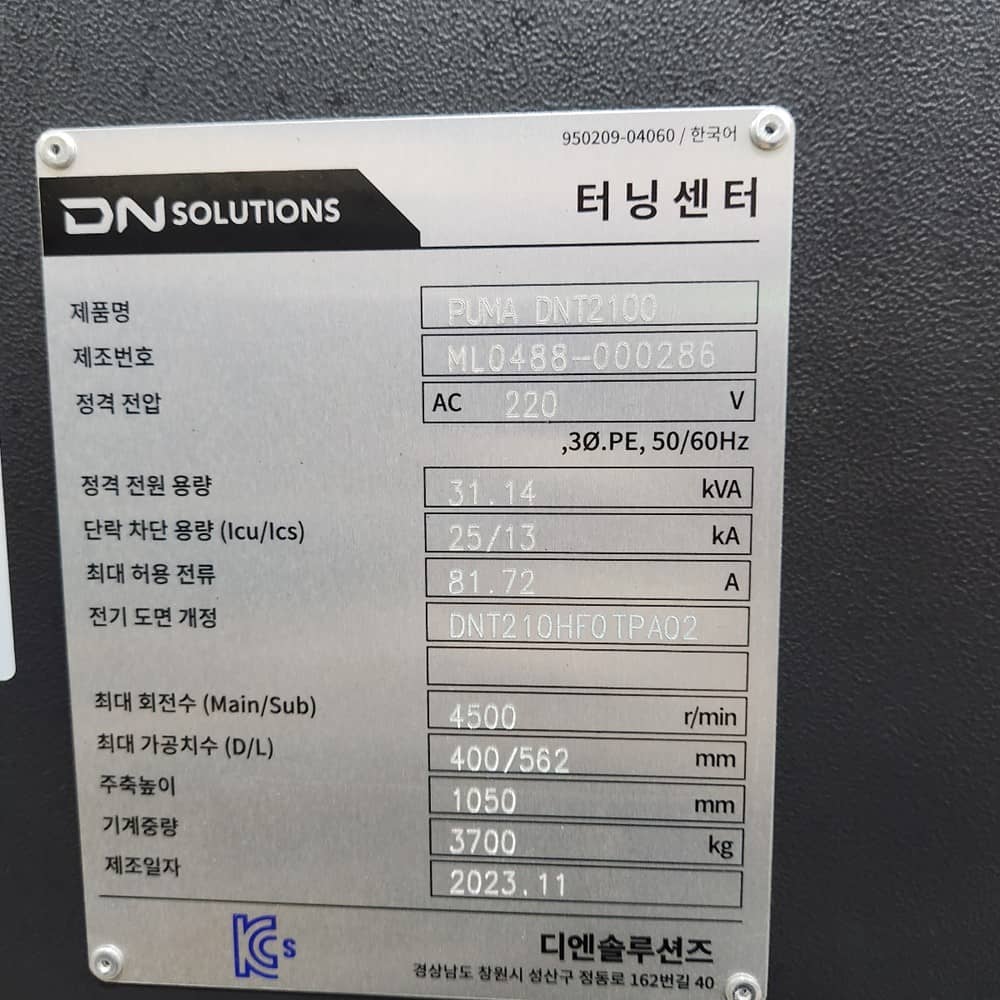 950209-04060 / 한국어
DN SOLUTIONS
터닝센터
제품명 PUMA DNT2100
제조번호 ML0488-000286
정격 전압 AC 220 V
,3Ø.PE, 50/60Hz
정격 전원 용량 31.14 kVA
단락 차단 용량 (Icu/Ics) 25/13 kA
최대 허용 전류 81.72 A
전기 도면 개정 DNT210HF0TPA02
최대 회전수 (Main/Sub) 4500 r/min
최대 가공치수 (D/L) 400/562 mm
주축높이 1050 mm
기계중량 3700 kg
제조일자 2023.11
KC s
디엔솔루션즈
경상남도 창원시 성산구 정동로 162번길 40